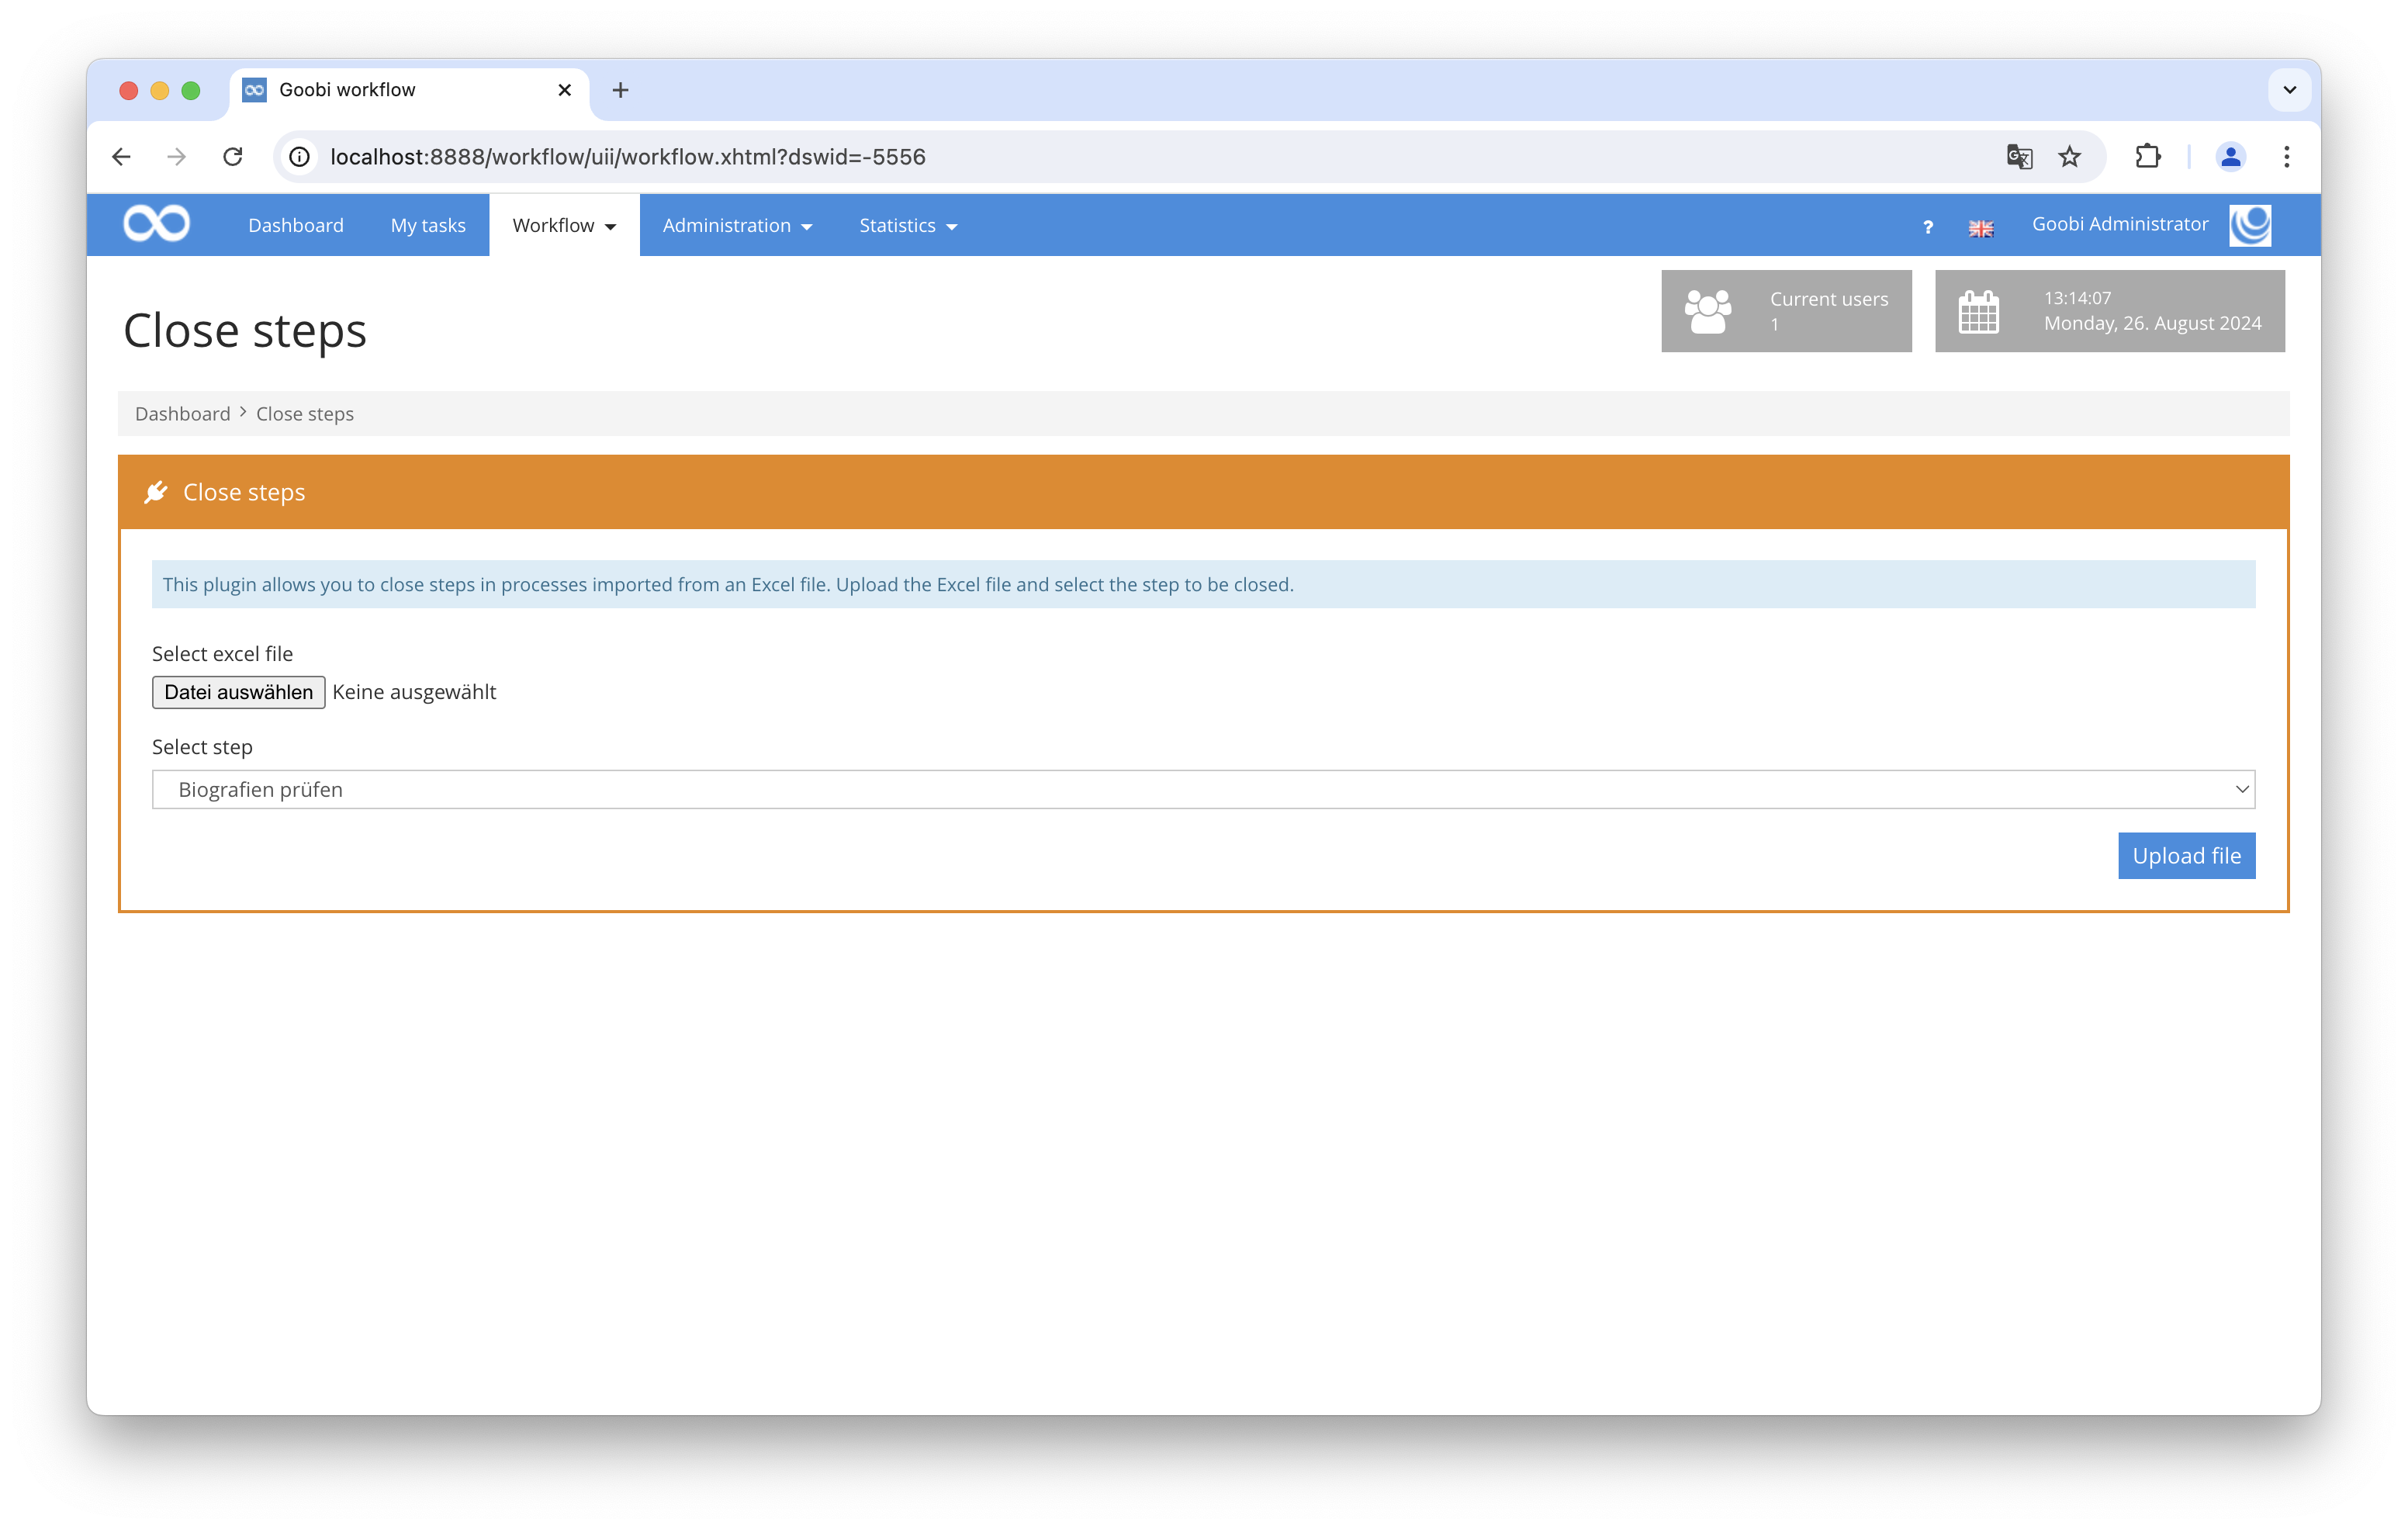 Goobi workflow
localhost:8888/workflow/uii/workflow.xhtml?dswid=-5556
Dashboard My tasks Workflow Administration Statistics ? Goobi Administrator
Close steps
Current users
1
13:14:07
Monday, 26. August 2024
Dashboard > Close steps
Close steps
This plugin allows you to close steps in processes imported from an Excel file. Upload the Excel file and select the step to be closed.
Select excel file
Datei auswählen Keine ausgewählt
Select step
Biografien prüfen
Upload file